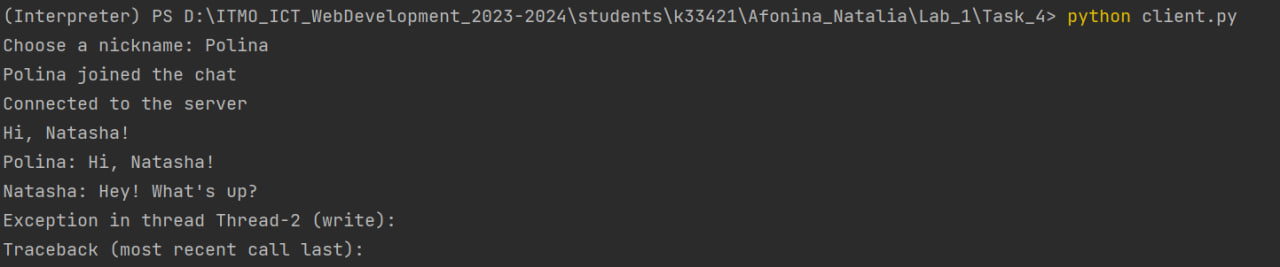 (Interpreter) PS D:\ITMO_ICT_WebDevelopment_2023-2024\students\k33421\Afonina_Natalia\Lab_1\Task_4> python client.py
Choose a nickname: Polina
Polina joined the chat
Connected to the server
Hi, Natasha!
Polina: Hi, Natasha!
Natasha: Hey! What's up?
Exception in thread Thread-2 (write):
Traceback (most recent call last):